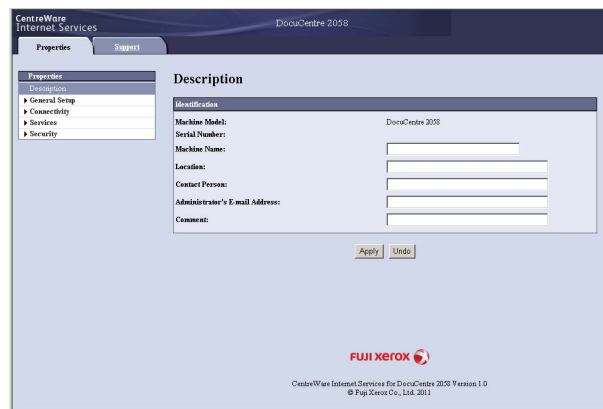 CentreWare
Internet Services
DocuCentre 2058
Properties
Support
Properties
Description
General Setup
Connectivity
Services
Security
Description
Identification
Machine Model: DocuCentre 2058
Serial Number:
Machine Name:
Location:
Contact Person:
Administrator's E-mail Address:
Comment:
Apply Undo
FUJI xerox
CentreWare Internet Services for DocuCentre 2058 Version 1.0
© Fuji Xerox Co., Ltd. 2011